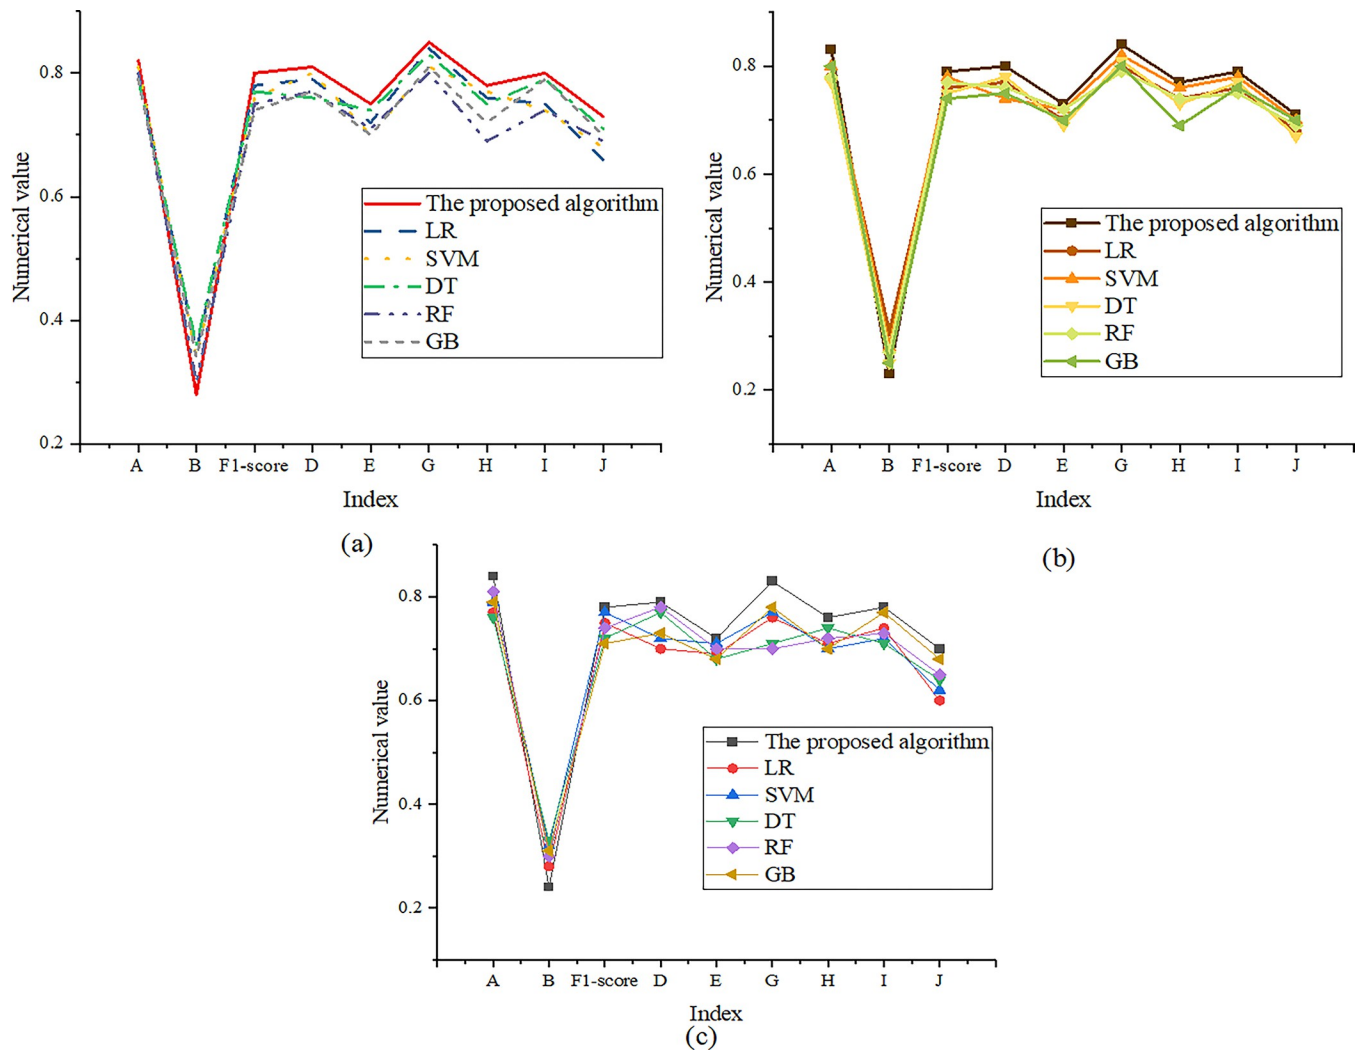 0.8
0.6
0.4
0.2
Numerical value
The proposed algorithm
LR
SVM
DT
RF
GB
A B F1-score D E G H I J
Index
(a)
0.8
0.6
0.4
0.2
Numerical value
The proposed algorithm
LR
SVM
DT
RF
GB
A B F1-score D E G H I J
Index
(b)
0.8
0.6
0.4
0.2
Numerical value
The proposed algorithm
LR
SVM
DT
RF
GB
A B F1-score D E G H I J
Index
(c)